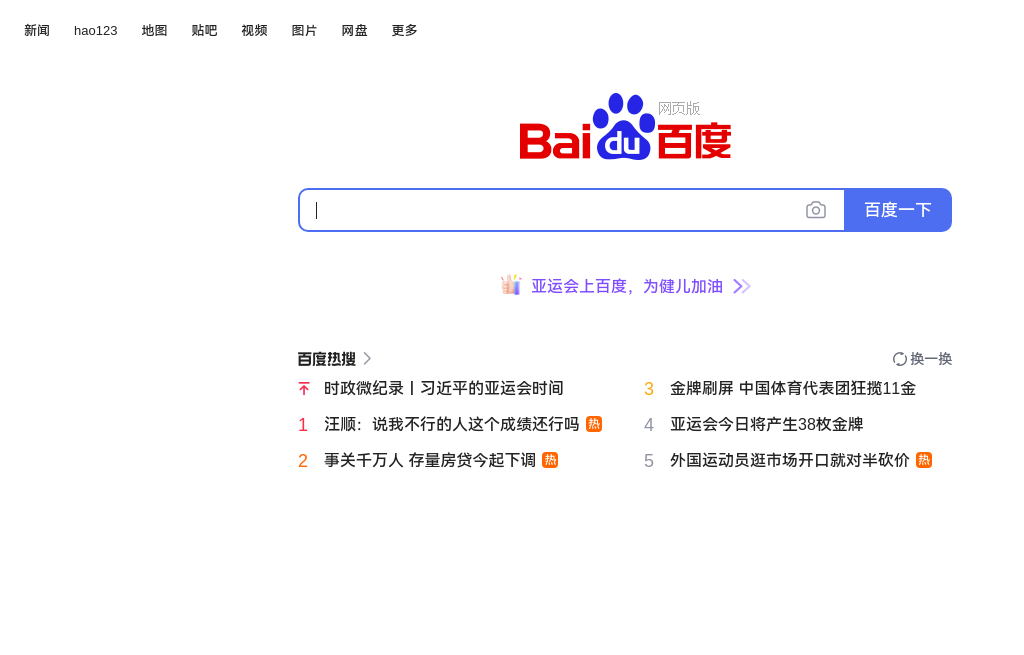 新闻 hao123 地图 贴吧 视频 图片 网盘 更多
Bai du 百度 网页版
百度一下
亚运会上百度，为健儿加油
百度热搜 换一换
时政微纪录丨习近平的亚运会时间
1 汪顺：说我不行的人这个成绩还行吗 热
2 事关千万人 存量房贷今起下调 热
3 金牌刷屏 中国体育代表团狂揽11金
4 亚运会今日将产生38枚金牌
5 外国运动员逛市场开口就对半砍价 热